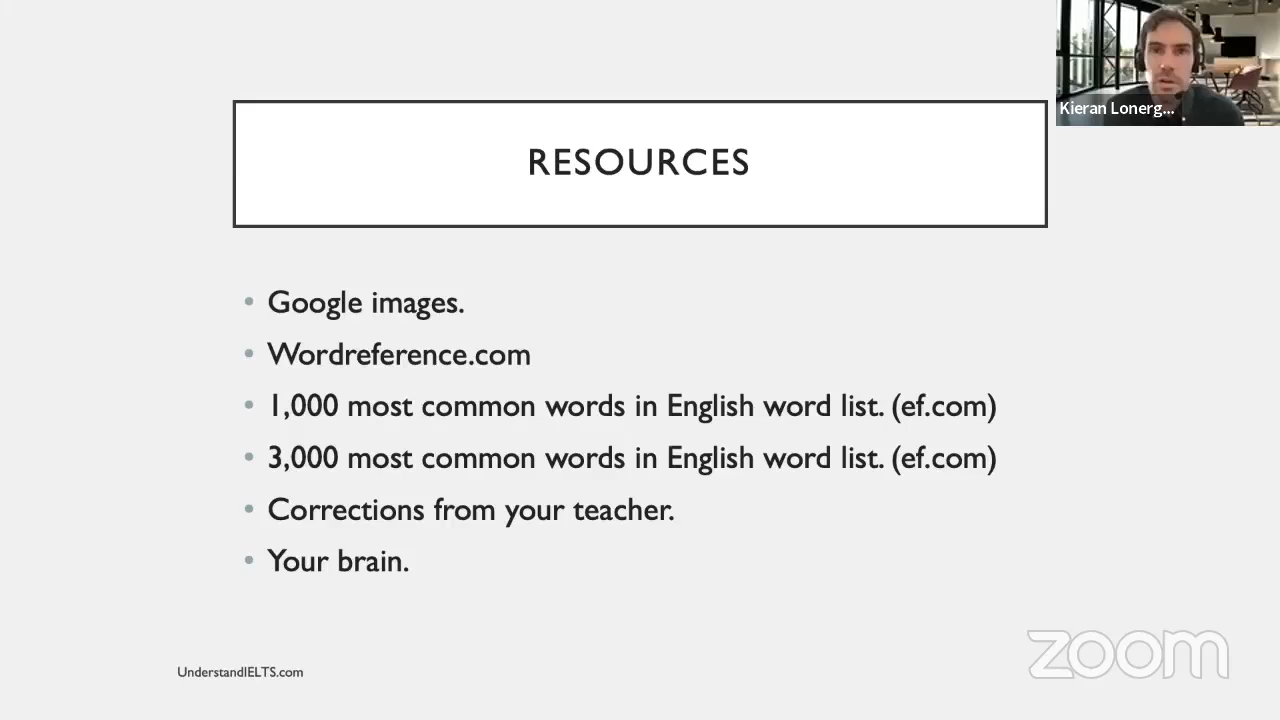 Kieran Lonerg...
RESOURCES
• Google images.
• Wordreference.com
• 1,000 most common words in English word list. (ef.com)
• 3,000 most common words in English word list. (ef.com)
• Corrections from your teacher.
• Your brain.
UnderstandIELTS.com
zoom